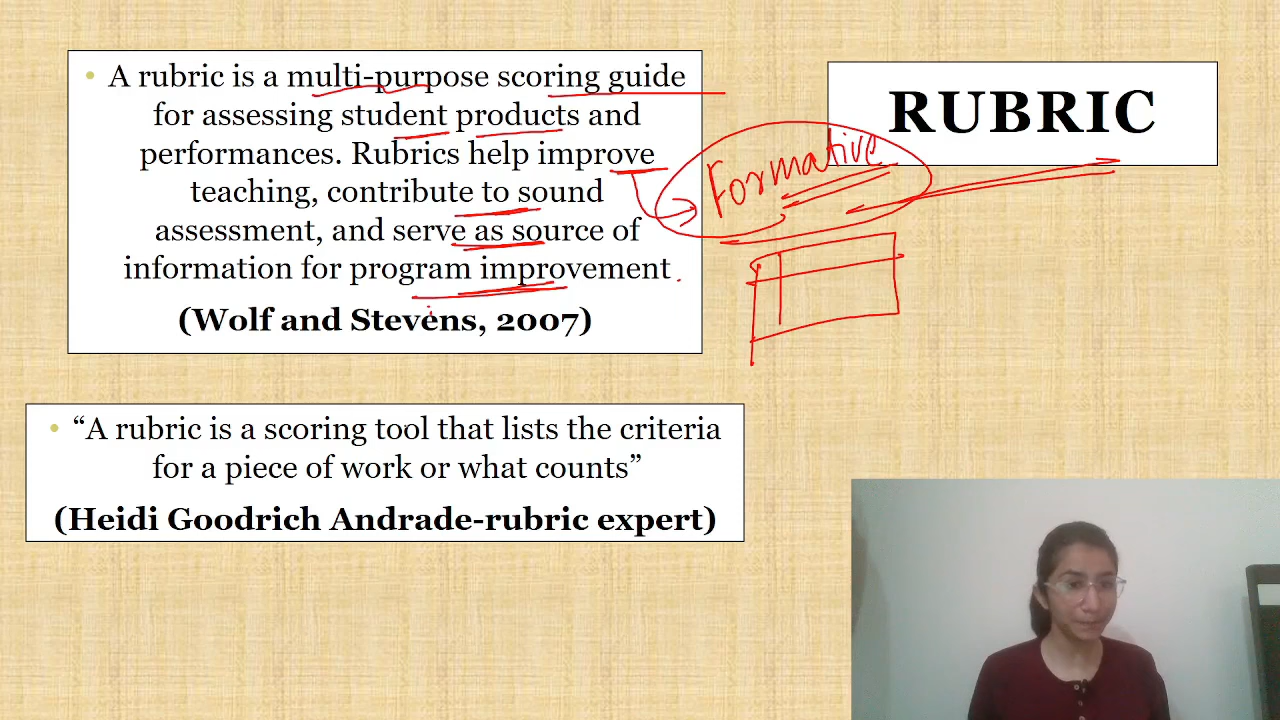 A rubric is a multi-purpose scoring guide
for assessing student products and
performances. Rubrics help improve
teaching, contribute to sound
assessment, and serve as source of
information for program improvement.
(Wolf and Stevens, 2007)
RUBRIC
Formative
“A rubric is a scoring tool that lists the criteria
for a piece of work or what counts”
(Heidi Goodrich Andrade-rubric expert)